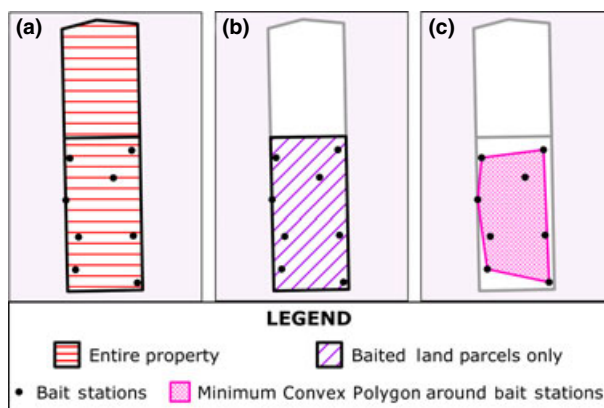 (a) (b) (c)
LEGEND
Entire property Baited land parcels only
Bait stations Minimum Convex Polygon around bait stations